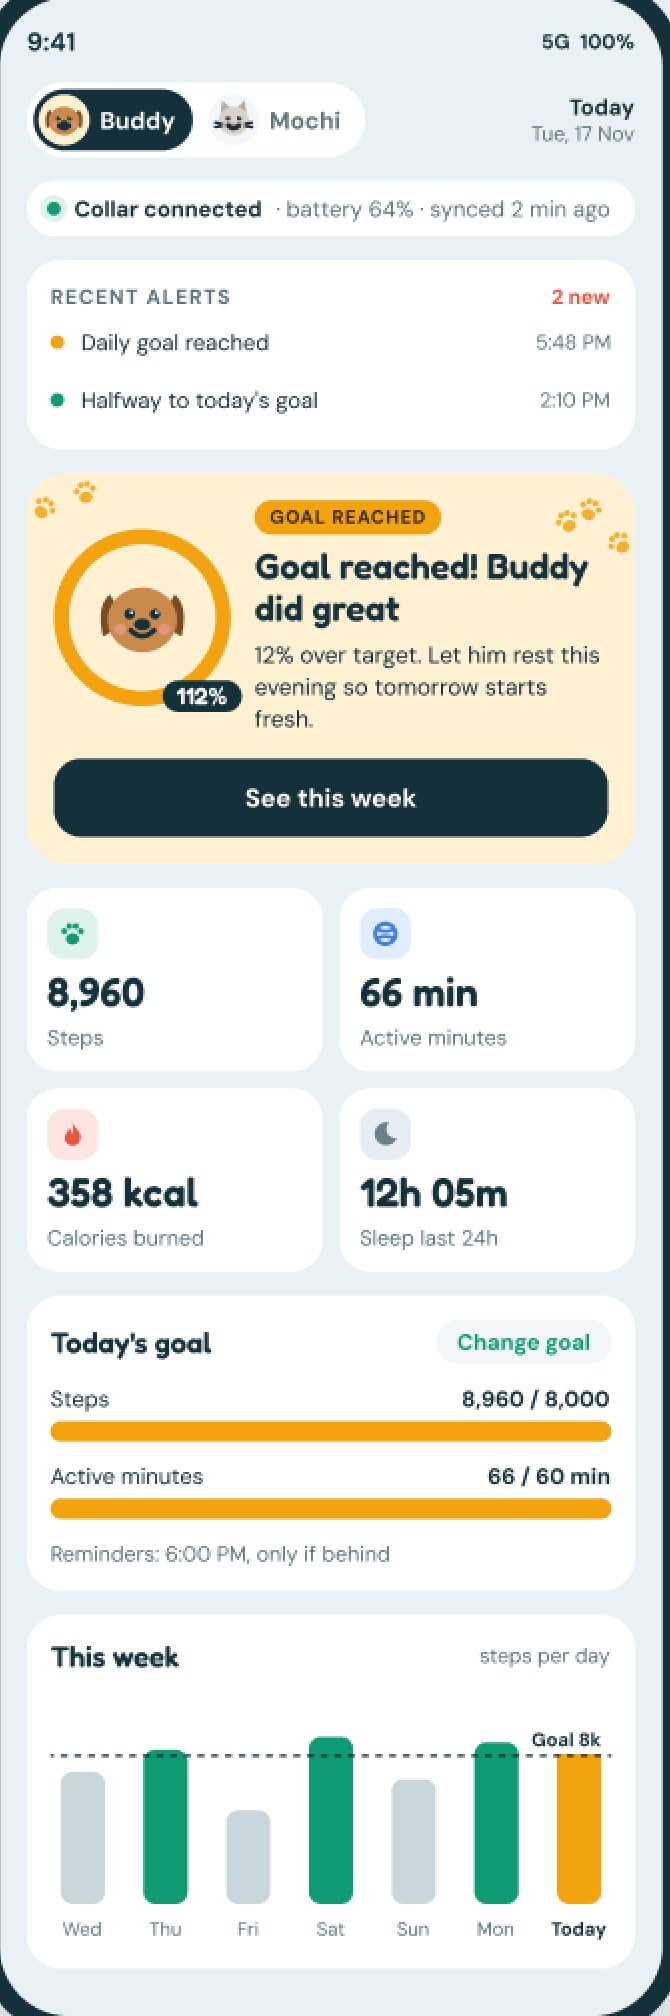 9:41
5G 100%
Buddy
Mochi
Today
Tue, 17 Nov
Collar connected · battery 64% · synced 2 min ago
RECENT ALERTS
2 new
Daily goal reached
5:48 PM
Halfway to today's goal
2:10 PM
GOAL REACHED
Goal reached! Buddy
did great
12% over target. Let him rest this
evening so tomorrow starts
fresh.
112%
See this week
8,960
Steps
66 min
Active minutes
358 kcal
Calories burned
12h 05m
Sleep last 24h
Today's goal
Change goal
Steps
8,960 / 8,000
Active minutes
66 / 60 min
Reminders: 6:00 PM, only if behind
This week
steps per day
Goal 8k
Wed
Thu
Fri
Sat
Sun
Mon
Today